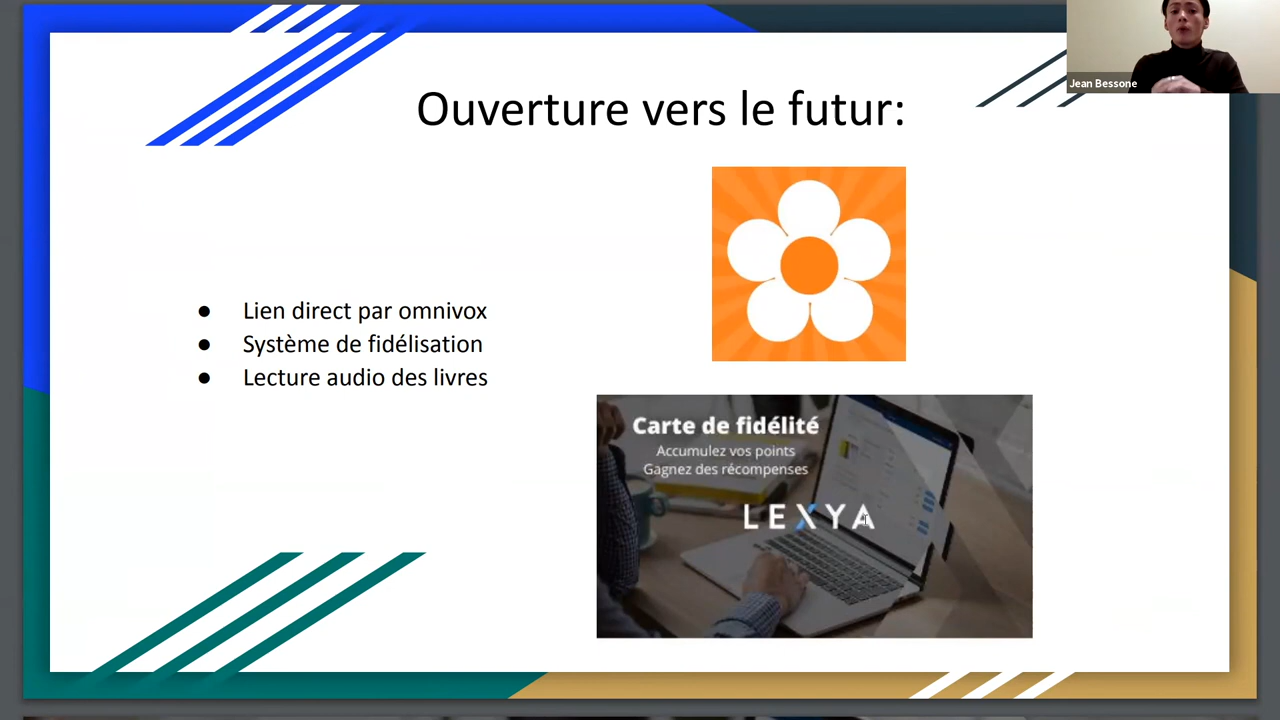 Jean Bessone
Ouverture vers le futur:
● Lien direct par omnivox
● Système de fidélisation
● Lecture audio des livres
Carte de fidélité
Accumulez vos points
Gagnez des récompenses
LEXYA